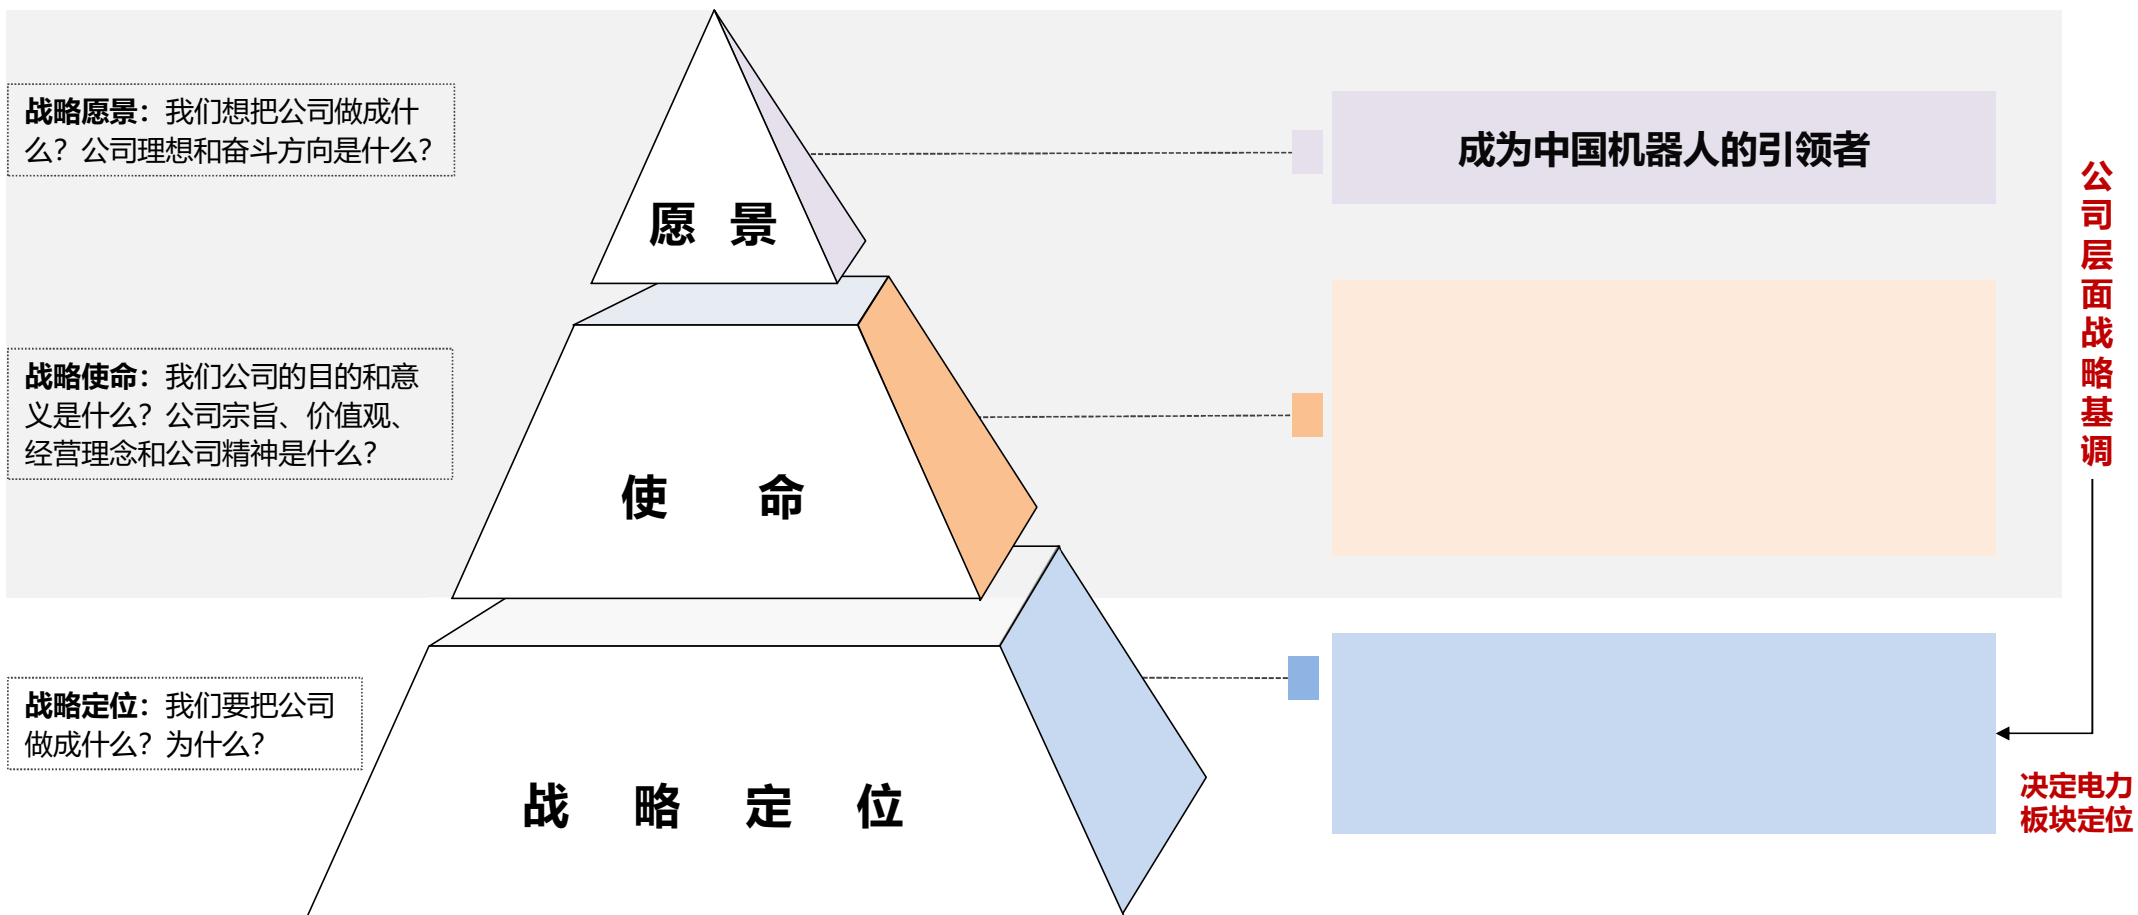 战略愿景：我们想把公司做成什
么？公司理想和奋斗方向是什么？
愿 景
成为中国机器人的引领者
公司层面战略基调
战略使命：我们公司的目的和意
义是什么？公司宗旨、价值观、
经营理念和公司精神是什么？
使 命
战略定位：我们要把公司
做成什么？为什么？
战 略 定 位
决定电力
板块定位